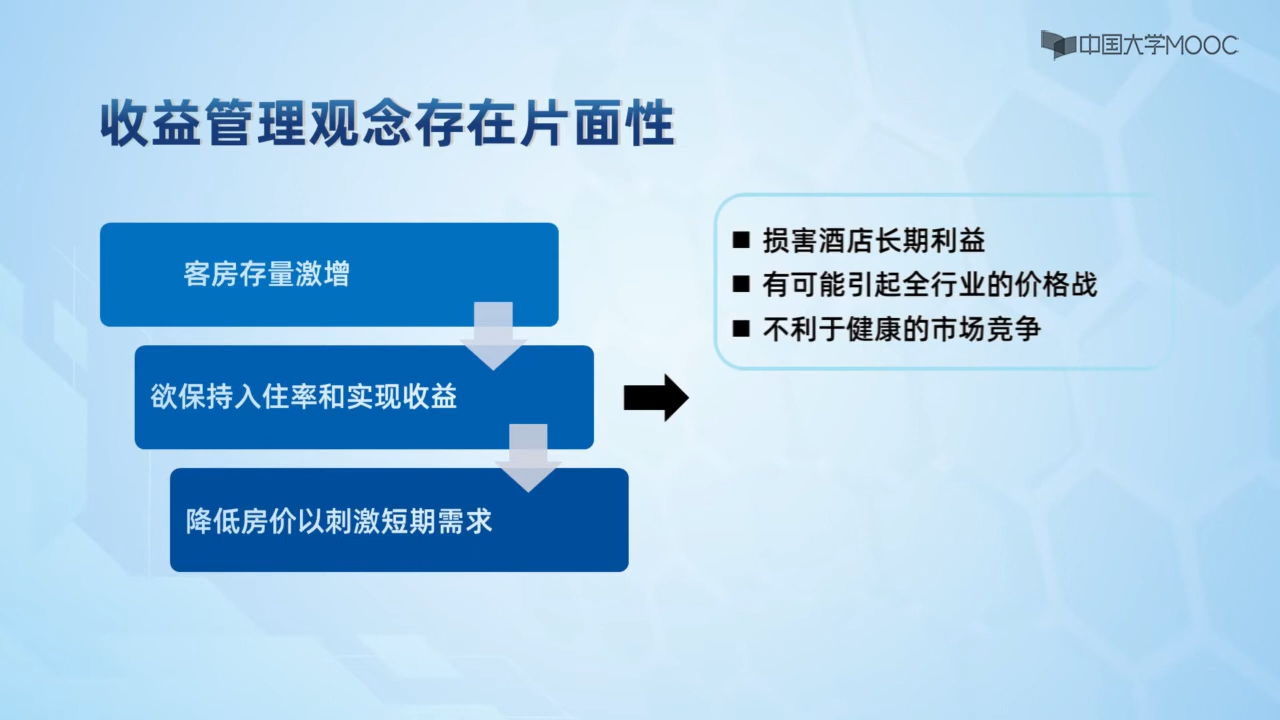 中国大学MOOC
收益管理观念存在片面性
客房存量激增
欲保持入住率和实现收益
降低房价以刺激短期需求
■ 损害酒店长期利益
■ 有可能引起全行业的价格战
■ 不利于健康的市场竞争